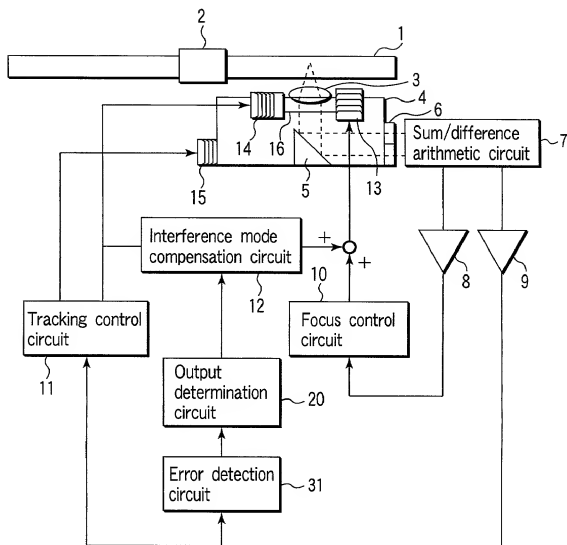 2
1
3
4
6
Sum/difference
arithmetic circuit
7
14
16
5
13
15
Interference mode
compensation circuit
+
+
12
10
8
9
Tracking control
circuit
11
Focus control
circuit
Output
determination
circuit
20
Error detection
circuit
31